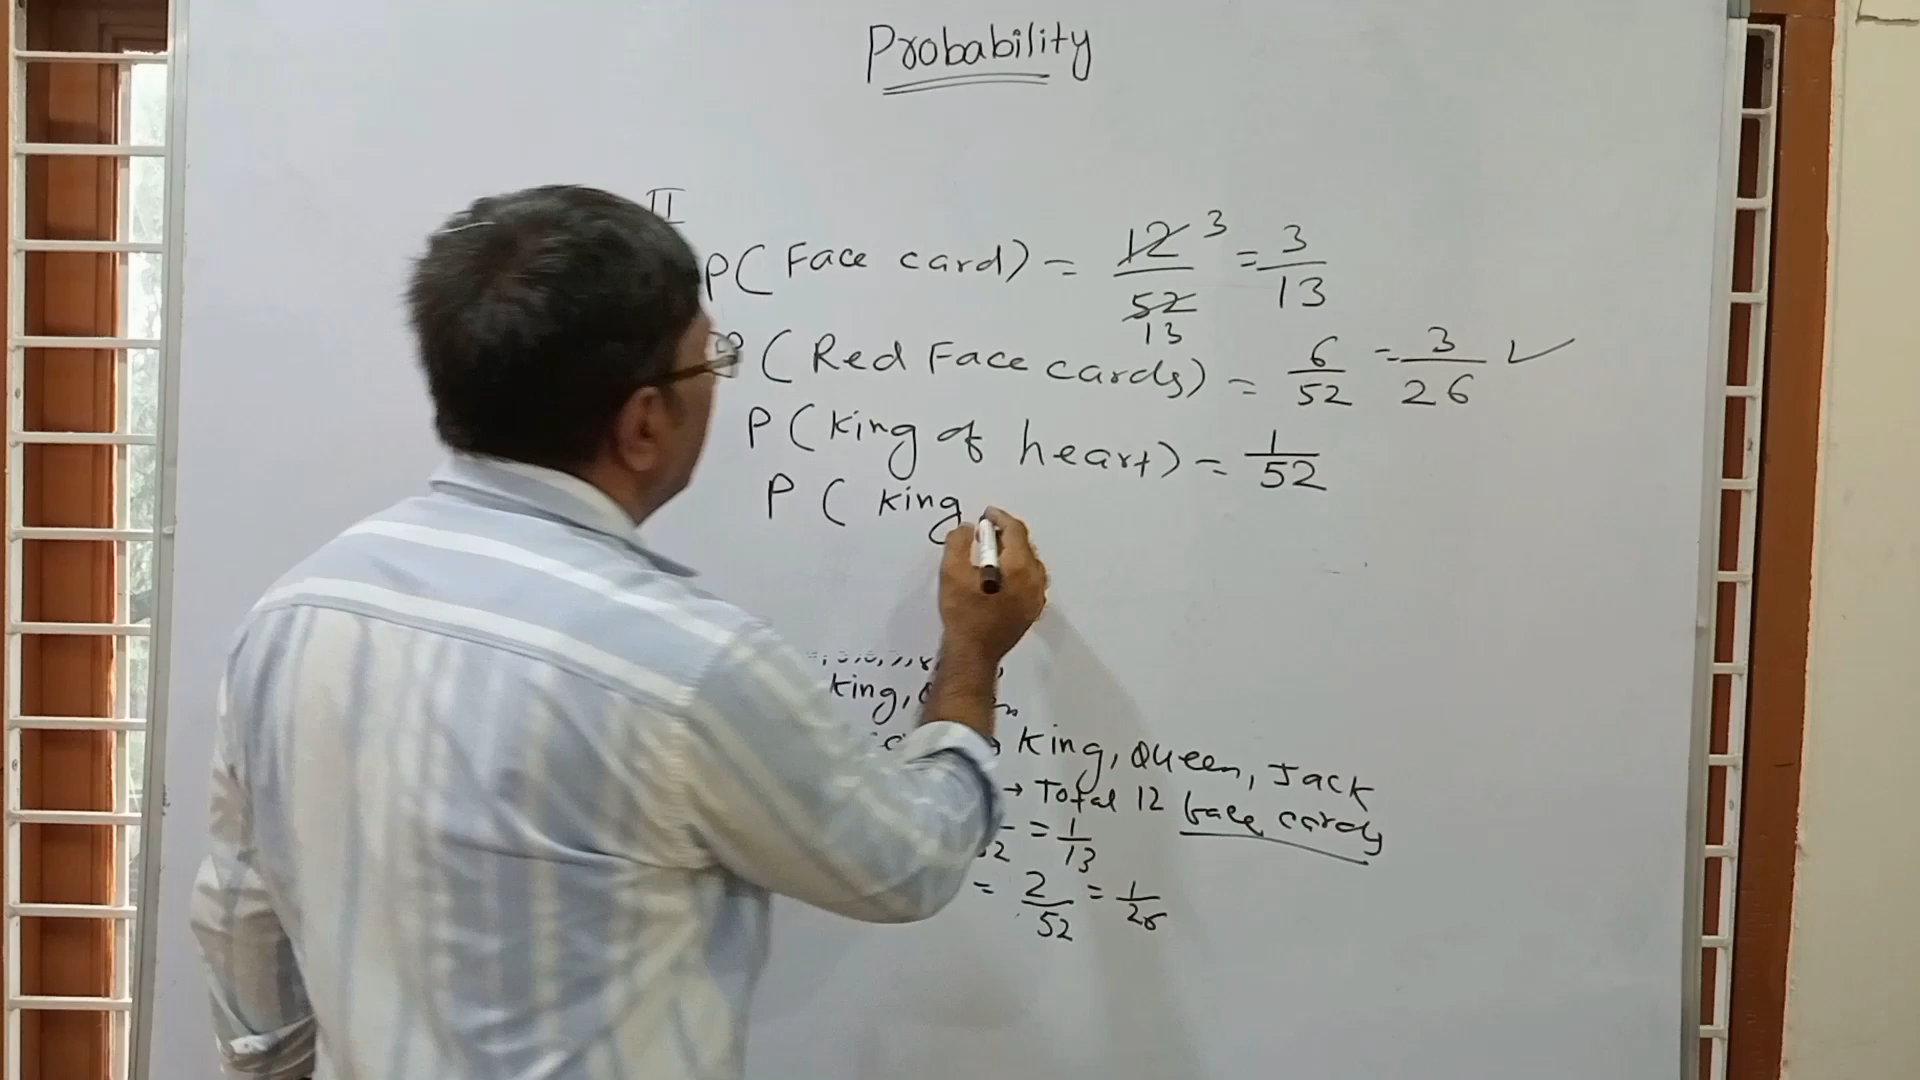 Probability
II
P( Face card) = 12/52 3 13 = 3/13
P( Red Face cards) = 6/52 = 3/26 ✓
P( King of heart) = 1/52
P ( King
King,
→ King, Queen, Jack
→ Total 12 face cards
= 1/13
= 2/52 = 1/26